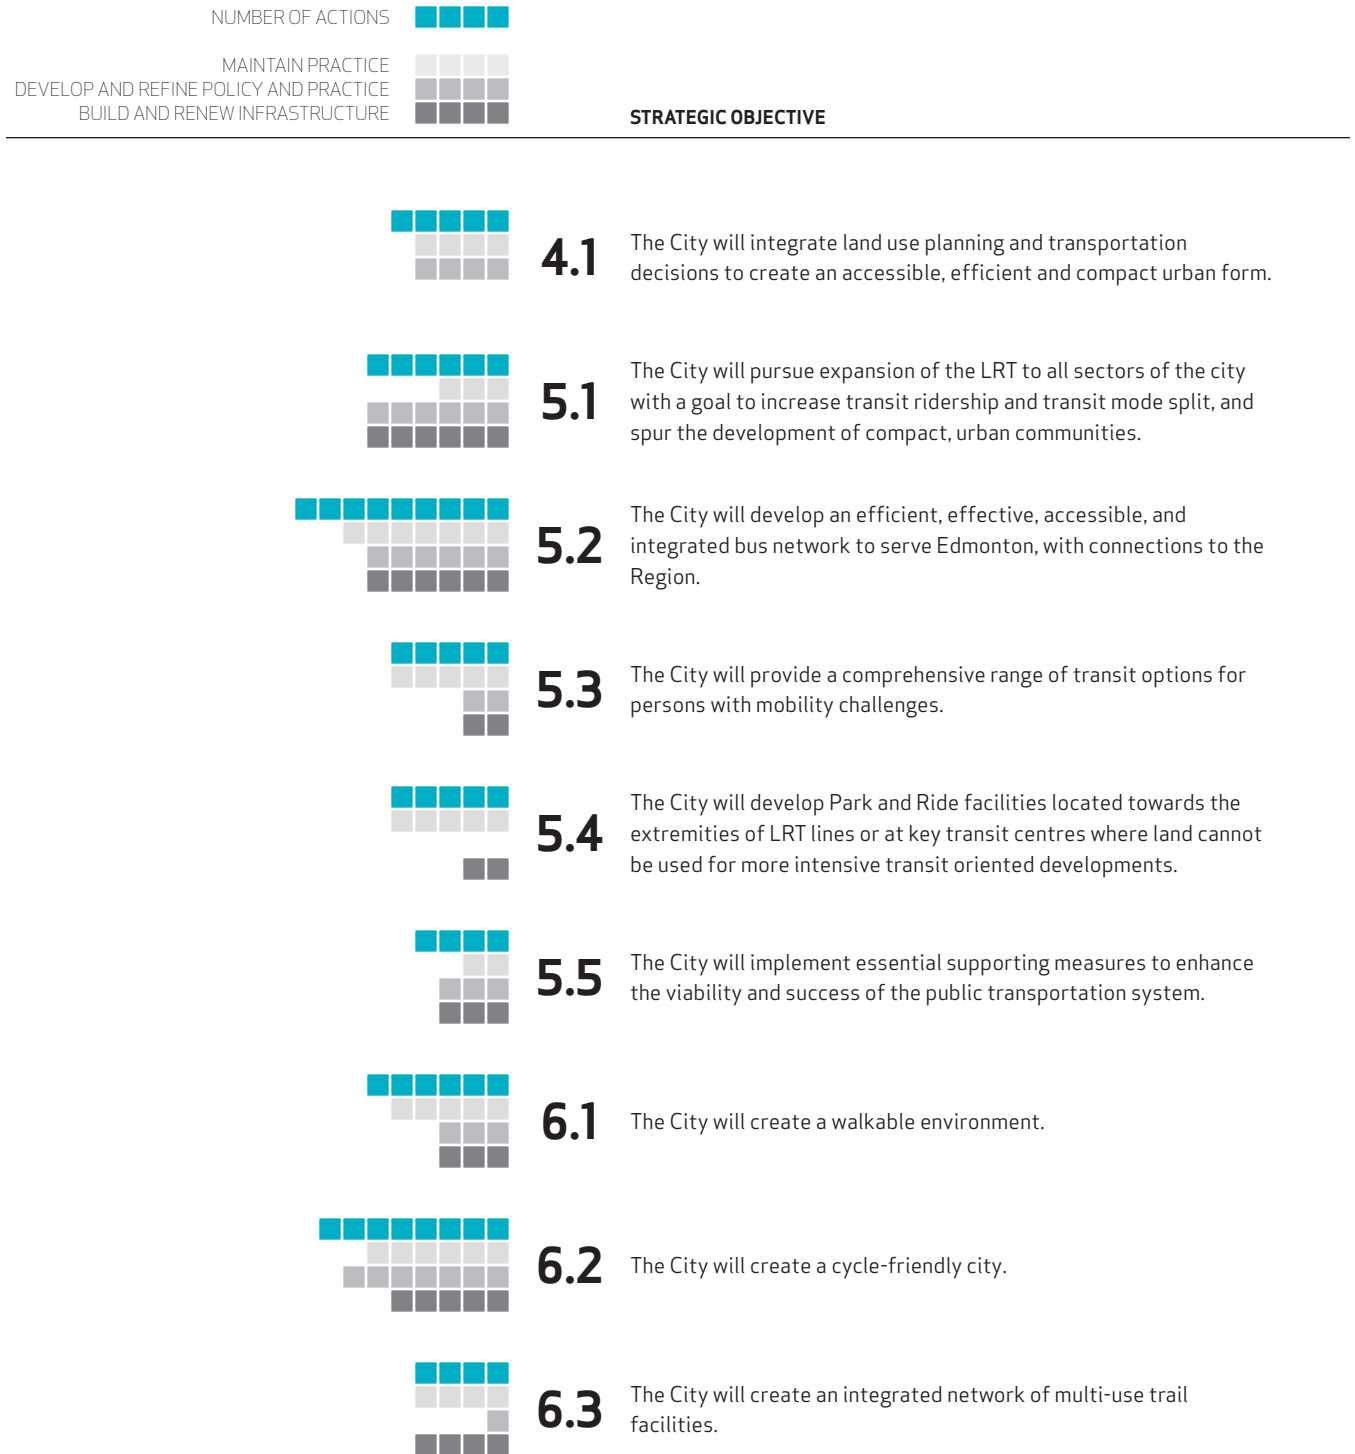 NUMBER OF ACTIONS
MAINTAIN PRACTICE
DEVELOP AND REFINE POLICY AND PRACTICE
BUILD AND RENEW INFRASTRUCTURE
STRATEGIC OBJECTIVE
4.1
The City will integrate land use planning and transportation
decisions to create an accessible, efficient and compact urban form.
5.1
The City will pursue expansion of the LRT to all sectors of the city
with a goal to increase transit ridership and transit mode split, and
spur the development of compact, urban communities.
5.2
The City will develop an efficient, effective, accessible, and
integrated bus network to serve Edmonton, with connections to the
Region.
5.3
The City will provide a comprehensive range of transit options for
persons with mobility challenges.
5.4
The City will develop Park and Ride facilities located towards the
extremities of LRT lines or at key transit centres where land cannot
be used for more intensive transit oriented developments.
5.5
The City will implement essential supporting measures to enhance
the viability and success of the public transportation system.
6.1
The City will create a walkable environment.
6.2
The City will create a cycle-friendly city.
6.3
The City will create an integrated network of multi-use trail
facilities.